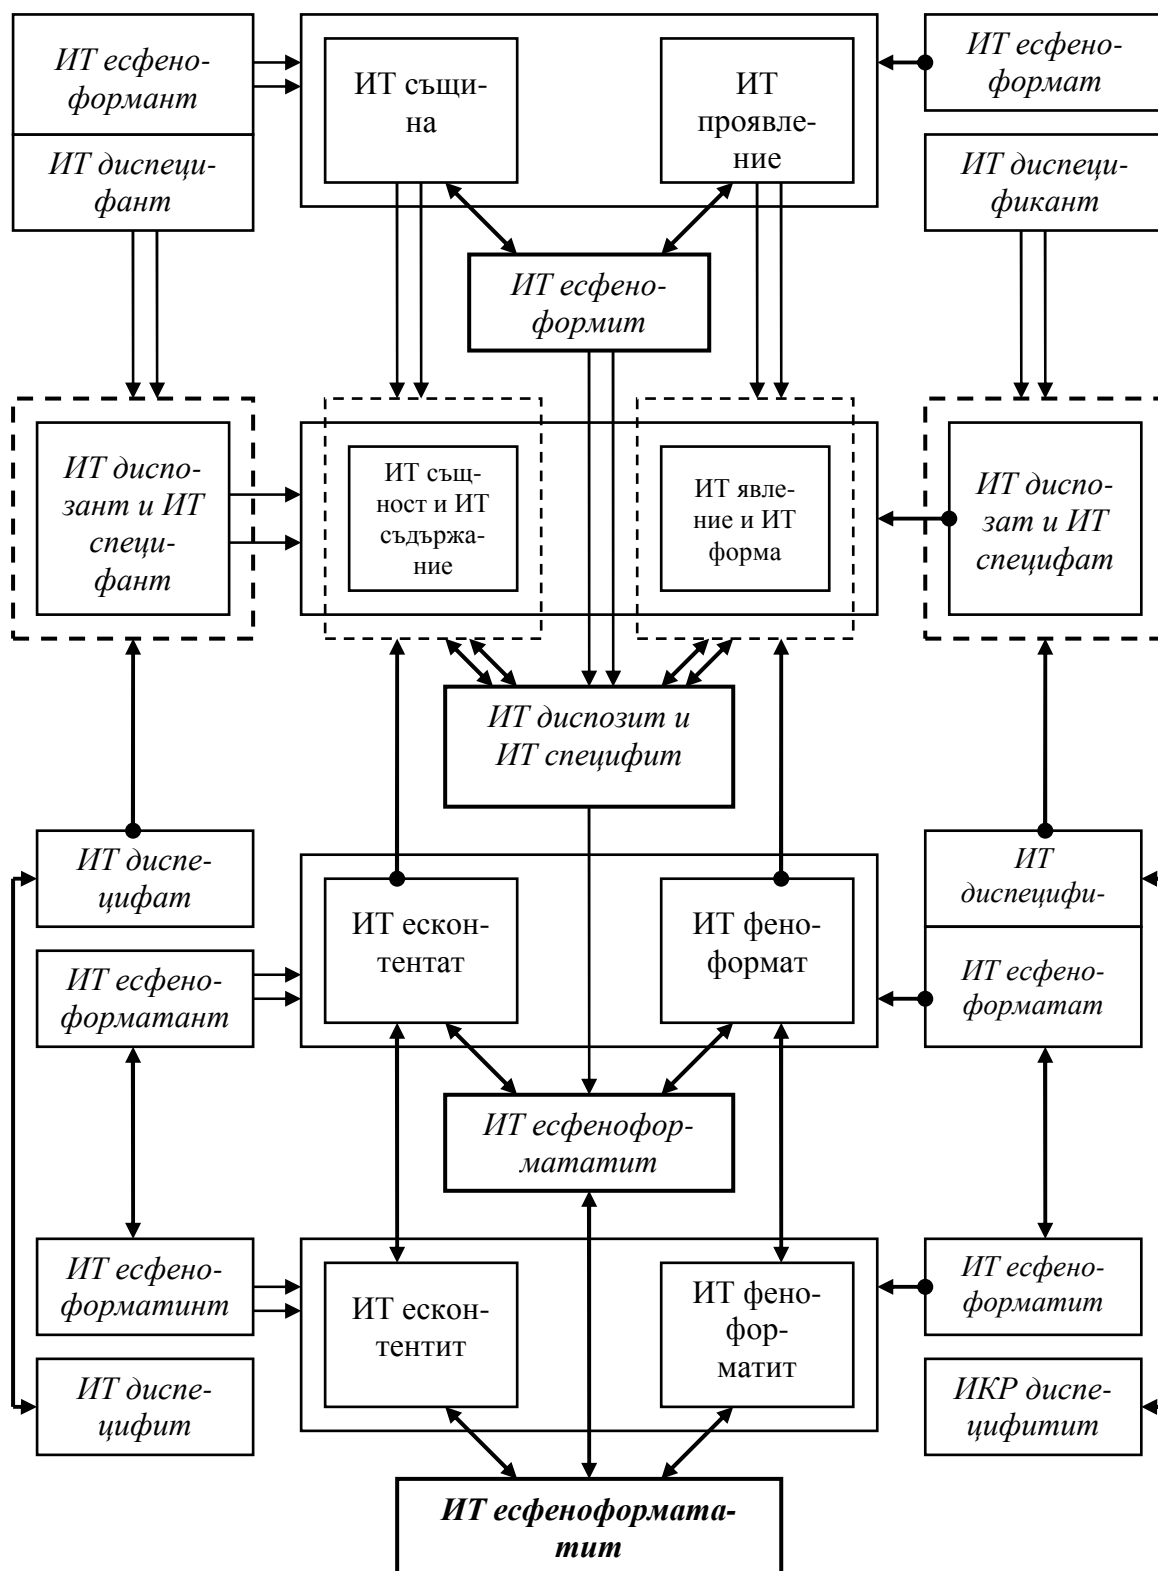 ИТ есфено-
формант
ИТ същи-
на
ИТ
проявле-
ние
ИТ есфено-
формат
ИТ диспеци-
фант
ИТ диспеци-
фикант
ИТ есфено-
формит
ИТ диспо-
зант и ИТ
специ-
фант
ИТ същ-
ност и ИТ
съдържа-
ние
ИТ явле-
ние и ИТ
форма
ИТ диспо-
зат и ИТ
специфат
ИТ диспозит и
ИТ специфит
ИТ диспе-
цифат
ИТ ескон-
тентат
ИТ фено-
формат
ИТ
диспецифи-
ИТ есфено-
форматант
ИТ есфено-
форматат
ИТ есфенофор-
мататит
ИТ есфено-
форматинт
ИТ ескон-
тентит
ИТ фено-
фор-
матит
ИТ есфено-
форматит
ИТ диспе-
цифит
ИКР диспе-
цифитит
ИТ есфеноформата-
тит